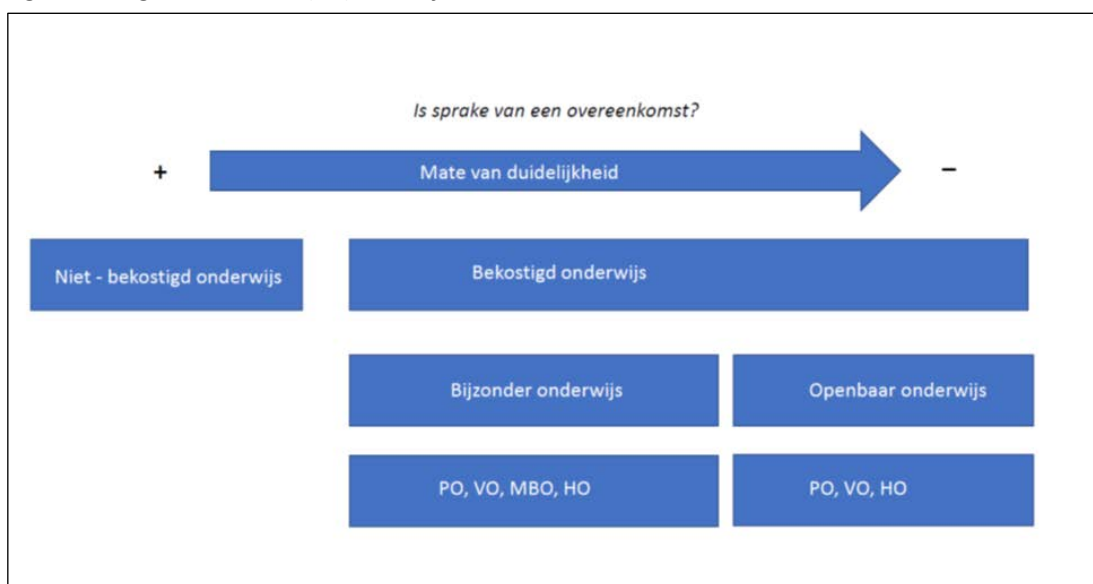 Is sprake van een overeenkomst?
+ Mate van duidelijkheid –
Niet - bekostigd onderwijs
Bekostigd onderwijs
Bijzonder onderwijs
Openbaar onderwijs
PO, VO, MBO, HO
PO, VO, HO